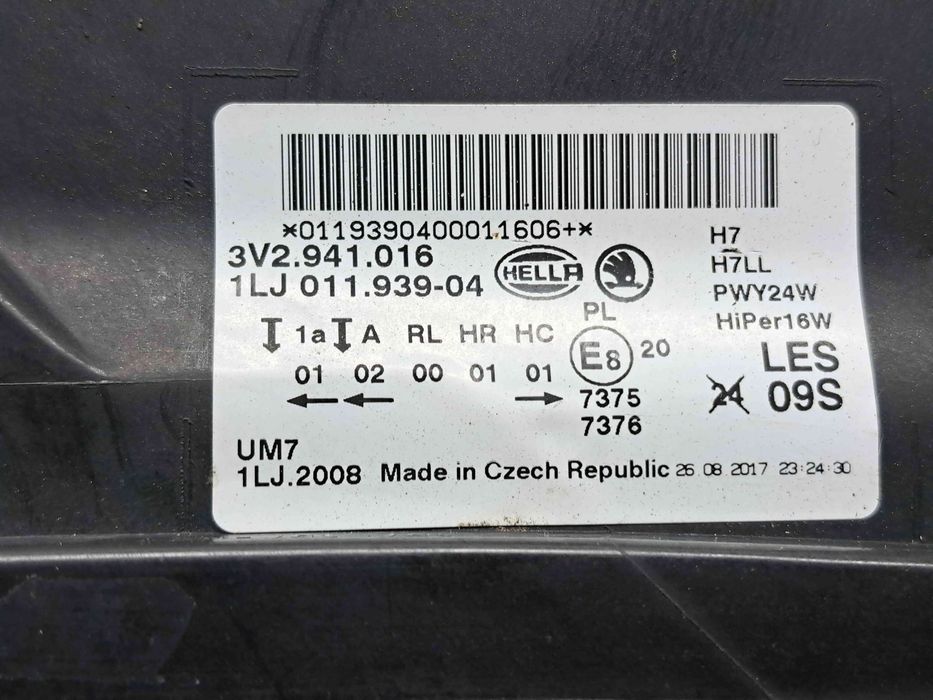 *0119390400011606+*
3V2.941.016
1LJ 011.939-04
HELLA
H7
H7LL
PWY24W
HiPer16W
LES
24 09S
1a A RL HR HC
01 02 00 01 01
PL
E8 20
7375
7376
UM7
1LJ.2008 Made in Czech Republic 26.08.2017 23:24:30